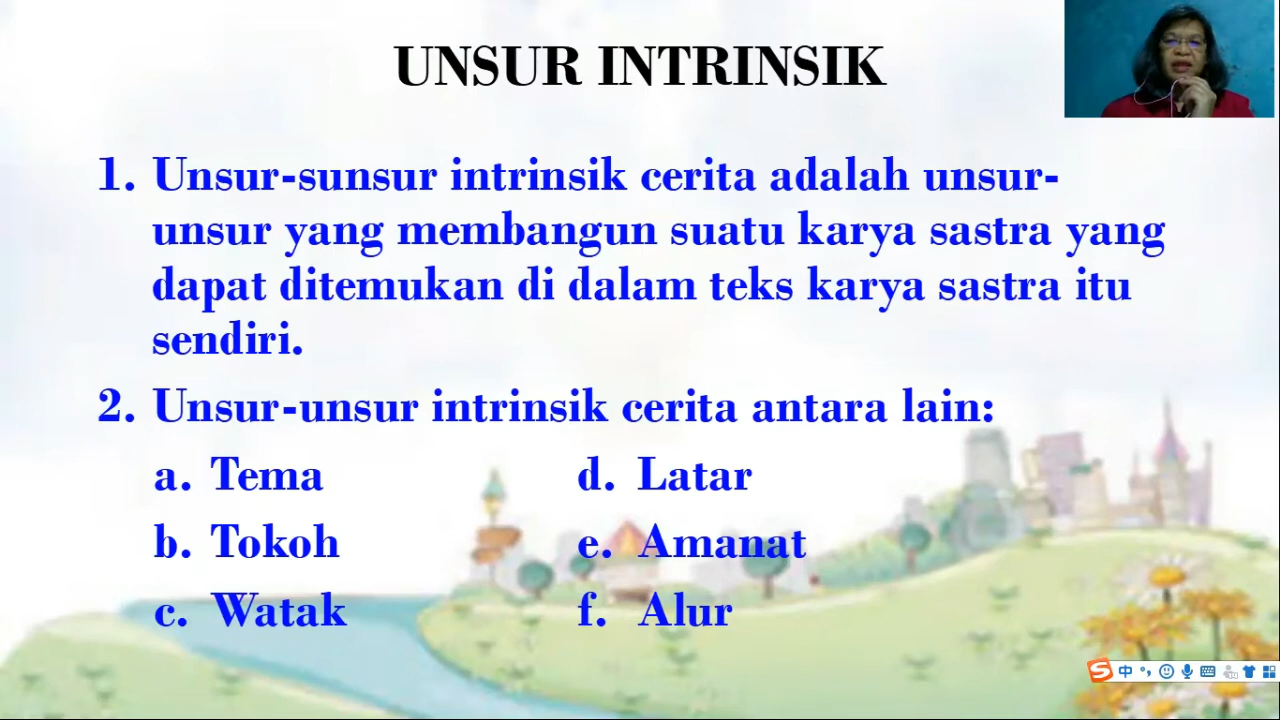 UNSUR INTRINSIK
1. Unsur-sunsur intrinsik cerita adalah unsur-
unsur yang membangun suatu karya sastra yang
dapat ditemukan di dalam teks karya sastra itu
sendiri.
2. Unsur-unsur intrinsik cerita antara lain:
a. Tema d. Latar
b. Tokoh e. Amanat
c. Watak f. Alur
S 中